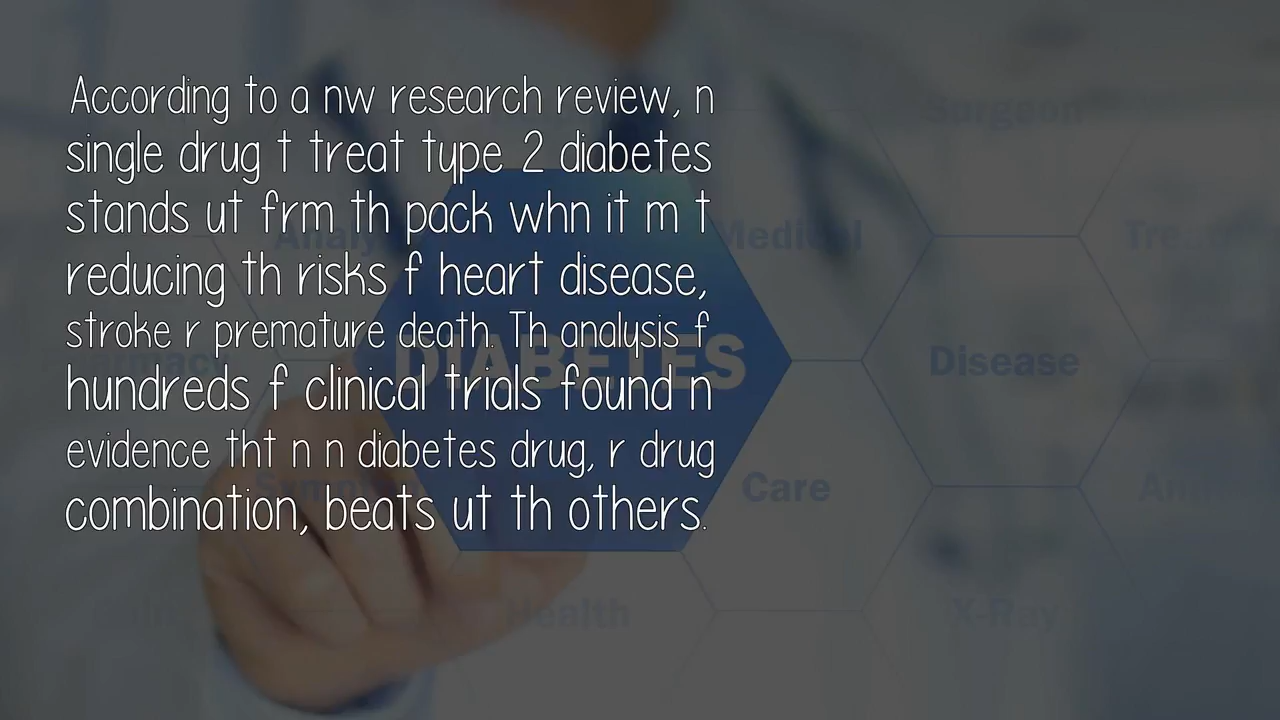 According to a nw research review, n
single drug t treat type 2 diabetes
stands ut frm th pack whn it m t
reducing th risks f heart disease,
stroke r premature death. Th analysis f
hundreds f clinical trials found n
evidence tht n n diabetes drug, r drug
combination, beats ut th others.
DIABETES
Surgeon
Medical
Disease
Care
Health
X-Ray